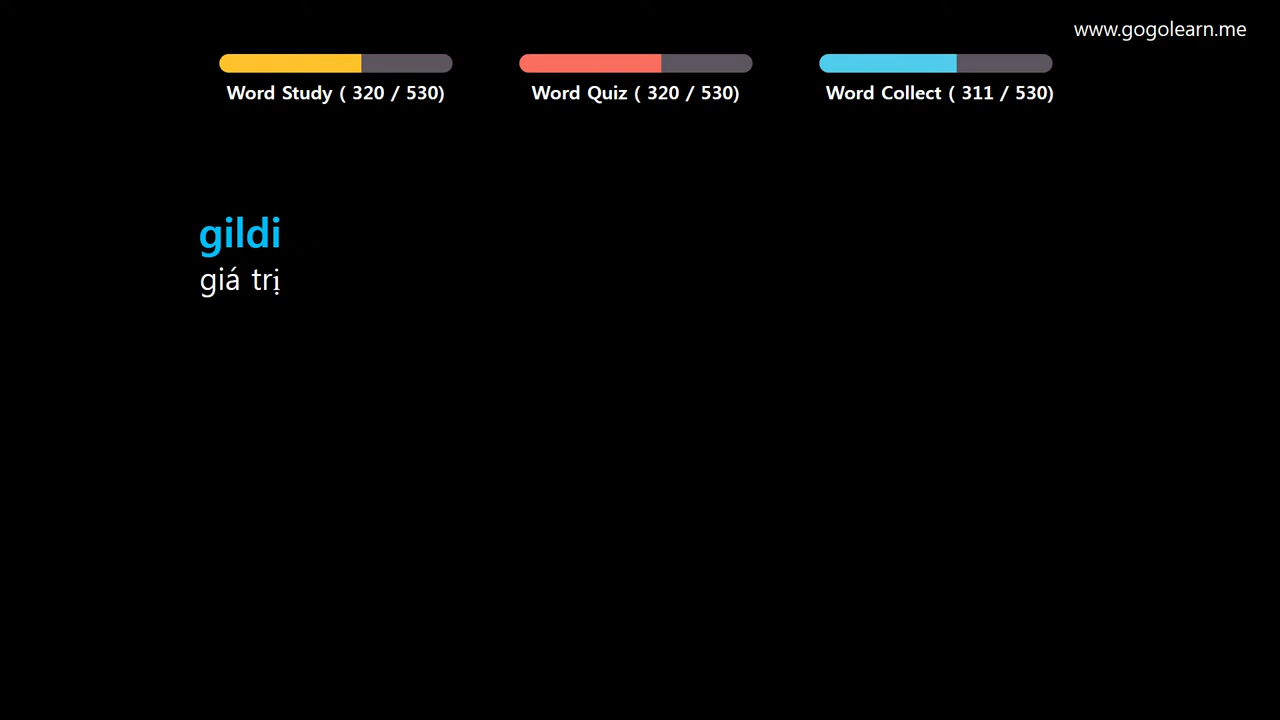 www.gogolearn.me
Word Study ( 320 / 530)
Word Quiz ( 320 / 530)
Word Collect ( 311 / 530)
gildi
giá trị